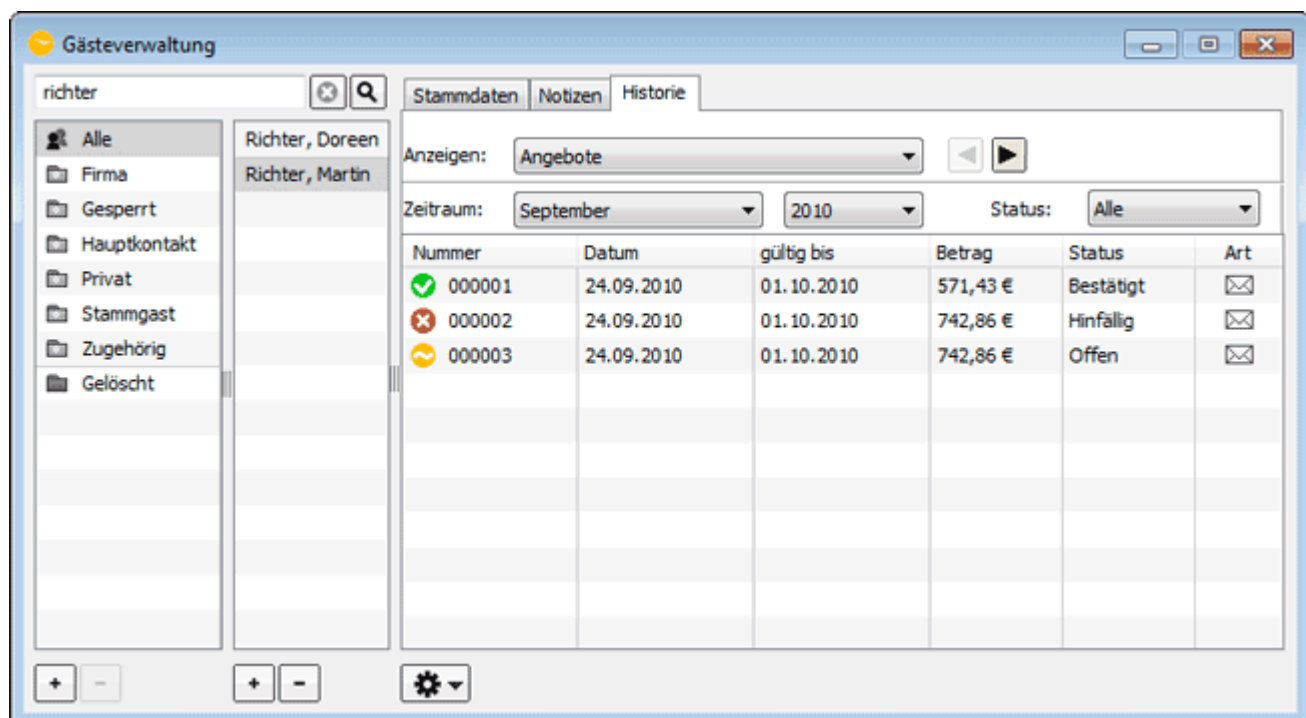 Gästeverwaltung
richter
Stammdaten Notizen Historie
Alle
Firma
Gesperrt
Hauptkontakt
Privat
Stammgast
Zugehörig
Gelöscht
Richter, Doreen
Richter, Martin
Anzeigen: Angebote
Zeitraum: September 2010 Status: Alle
Nummer Datum gültig bis Betrag Status Art
000001 24.09.2010 01.10.2010 571,43 € Bestätigt
000002 24.09.2010 01.10.2010 742,86 € Hinfällig
000003 24.09.2010 01.10.2010 742,86 € Offen